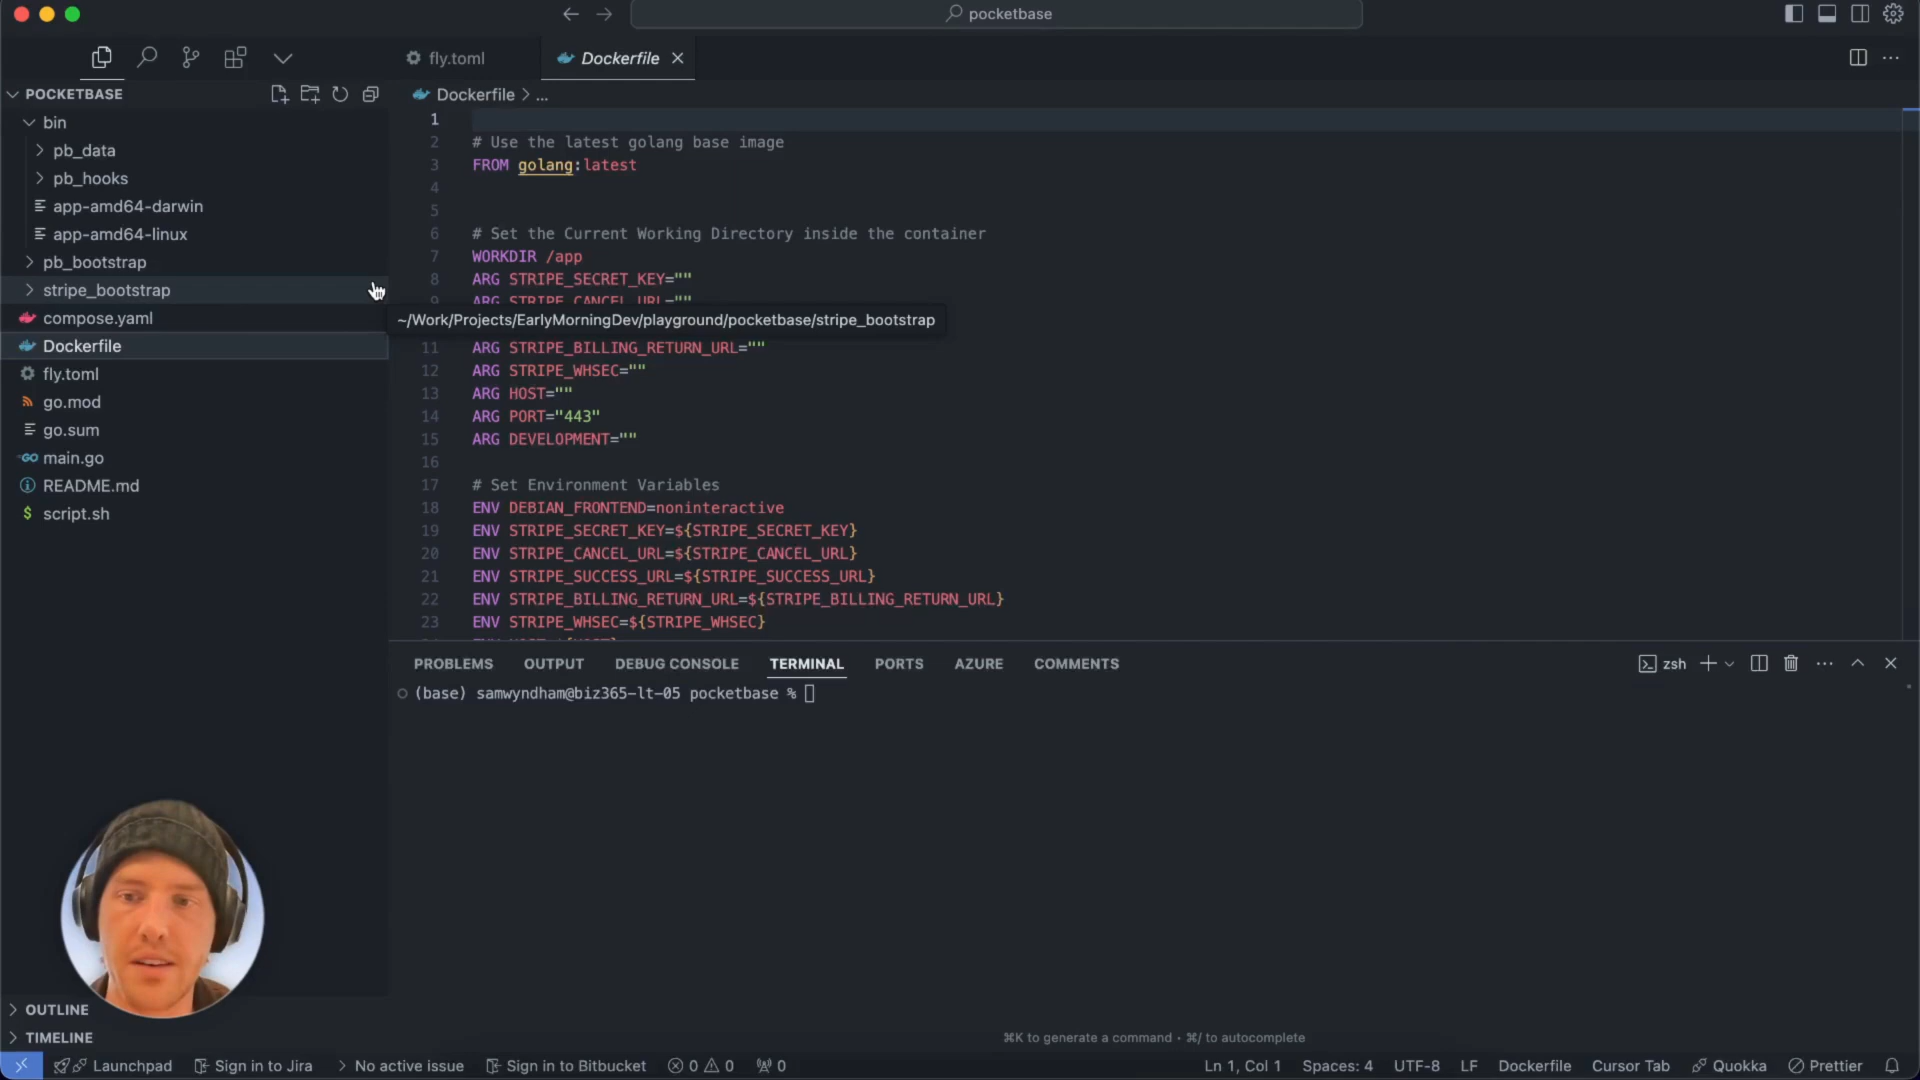 pocketbase
fly.toml
Dockerfile
POCKETBASE
Dockerfile > ...
bin
pb_data
pb_hooks
app-amd64-darwin
app-amd64-linux
pb_bootstrap
stripe_bootstrap
compose.yaml
Dockerfile
fly.toml
go.mod
go.sum
main.go
README.md
script.sh
1
2 # Use the latest golang base image
3 FROM golang:latest
4
5
6 # Set the Current Working Directory inside the container
7 WORKDIR /app
8 ARG STRIPE_SECRET_KEY=""
9 ARG STRIPE_CANCEL_URL=""
~/Work/Projects/EarlyMorningDev/playground/pocketbase/stripe_bootstrap
11 ARG STRIPE_BILLING_RETURN_URL=""
12 ARG STRIPE_WHSEC=""
13 ARG HOST=""
14 ARG PORT="443"
15 ARG DEVELOPMENT=""
16
17 # Set Environment Variables
18 ENV DEBIAN_FRONTEND=noninteractive
19 ENV STRIPE_SECRET_KEY=${STRIPE_SECRET_KEY}
20 ENV STRIPE_CANCEL_URL=${STRIPE_CANCEL_URL}
21 ENV STRIPE_SUCCESS_URL=${STRIPE_SUCCESS_URL}
22 ENV STRIPE_BILLING_RETURN_URL=${STRIPE_BILLING_RETURN_URL}
23 ENV STRIPE_WHSEC=${STRIPE_WHSEC}
PROBLEMS OUTPUT DEBUG CONSOLE TERMINAL PORTS AZURE COMMENTS
zsh
(base) samwyndham@biz365-lt-05 pocketbase %
OUTLINE
TIMELINE
⌘K to generate a command · ⌘/ to autocomplete
Launchpad Sign in to Jira No active issue Sign in to Bitbucket 0 0 0 Ln 1, Col 1 Spaces: 4 UTF-8 LF Dockerfile Cursor Tab Quokka Prettier